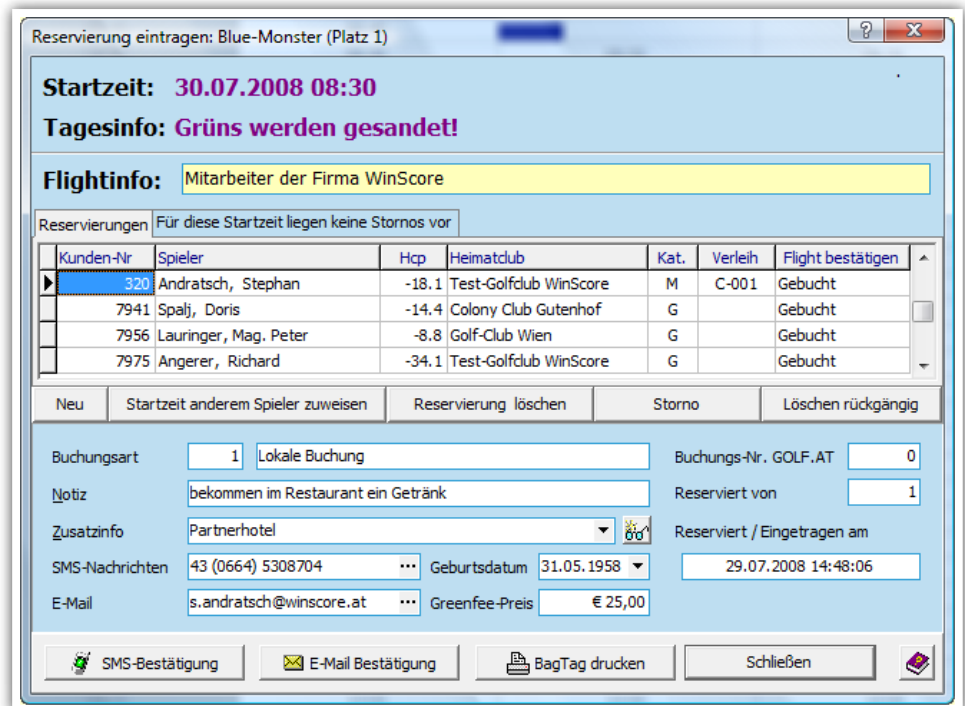 Reservierung eintragen: Blue-Monster (Platz 1)
Startzeit: 30.07.2008 08:30
Tagesinfo: Grüns werden gesandet!
Flightinfo: Mitarbeiter der Firma WinScore
Reservierungen Für diese Startzeit liegen keine Stornos vor
Kunden-Nr Spieler Hcp Heimatclub Kat. Verleih Flight bestätigen
320 Andratsch, Stephan -18.1 Test-Golfclub WinScore M C-001 Gebucht
7941 Spalj, Doris -14.4 Colony Club Gutenhof G Gebucht
7956 Lauringer, Mag. Peter -8.8 Golf-Club Wien G Gebucht
7975 Angerer, Richard -34.1 Test-Golfclub WinScore G Gebucht
Neu Startzeit anderem Spieler zuweisen Reservierung löschen Storno Löschen rückgängig
Buchungsart 1 Lokale Buchung Buchungs-Nr. GOLF.AT 0
Notiz bekommen im Restaurant ein Getränk Reserviert von 1
Zusatzinfo Partnerhotel Reserviert / Eingetragen am
SMS-Nachrichten 43 (0664) 5308704 ... Geburtsdatum 31.05.1958 29.07.2008 14:48:06
E-Mail s.andratsch@winscore.at ... Greenfee-Preis € 25,00
SMS-Bestätigung E-Mail Bestätigung BagTag drucken Schließen